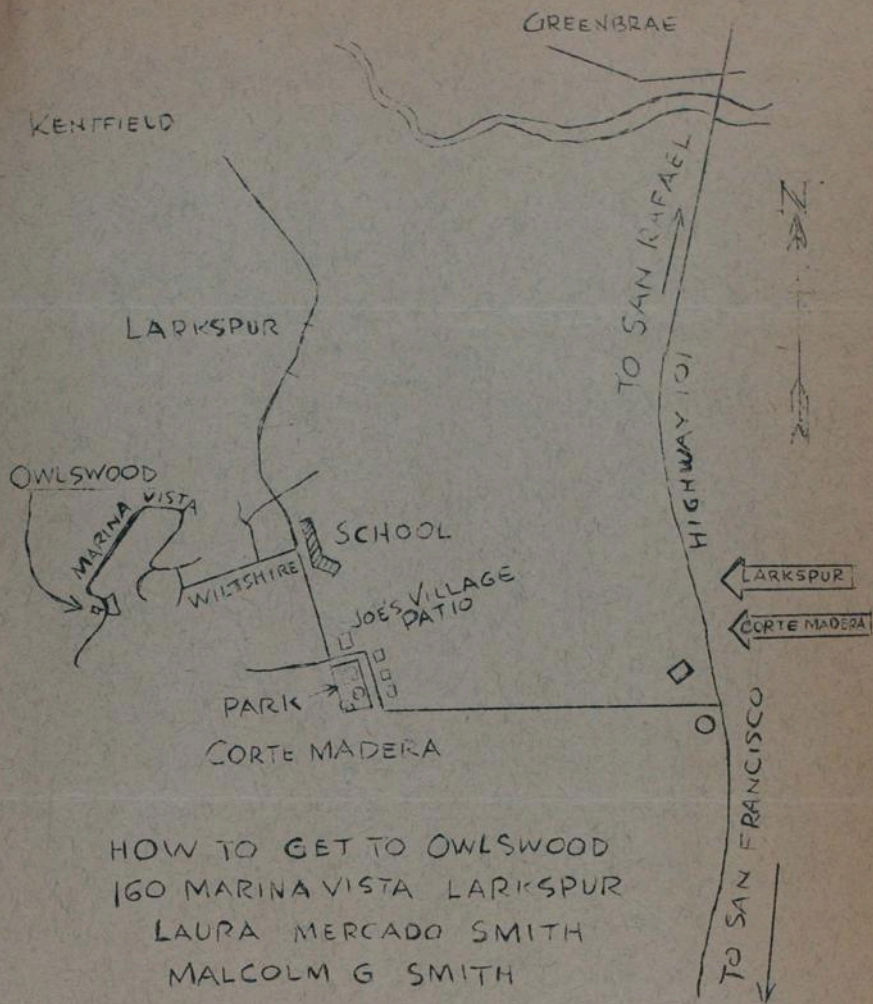 GREENBRAE
KENTFIELD
TO SAN RAFAEL
N
LARKSPUR
HIGHWAY 101
OWLSWOOD
MARINA VISTA
SCHOOL
WILTSHIRE
LARKSPUR
JOE'S VILLAGE
PATIO
CORTE MADERA
PARK
CORTE MADERA
TO SAN FRANCISCO
HOW TO GET TO OWLSWOOD
160 MARINA VISTA LARKSPUR
LAURA MERCADO SMITH
MALCOLM G SMITH